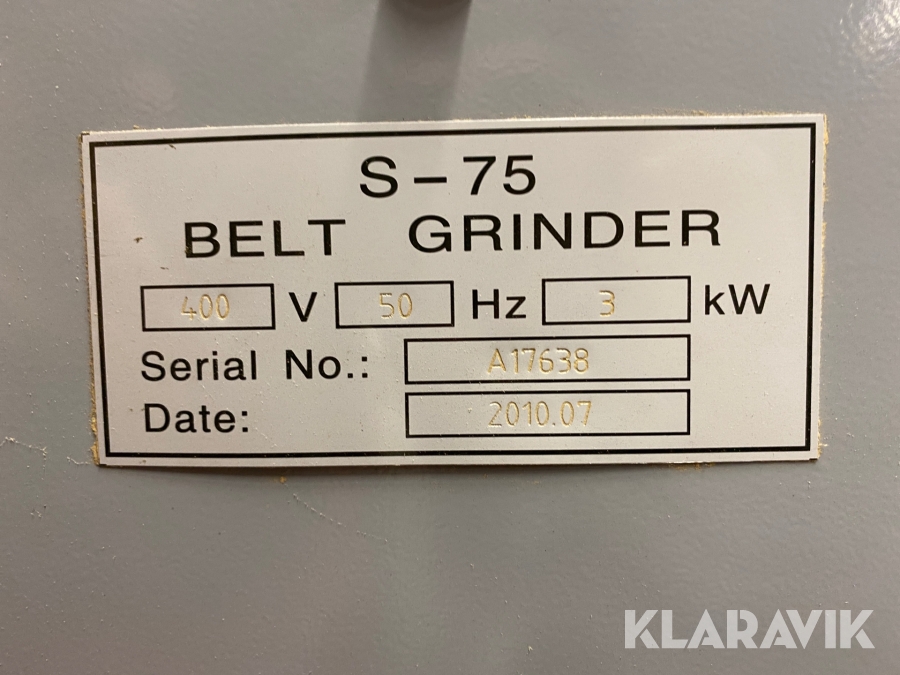 S-75
BELT GRINDER
400 V 50 Hz 3 kW
Serial No.: A17638
Date: 2010.07
KLARAVIK